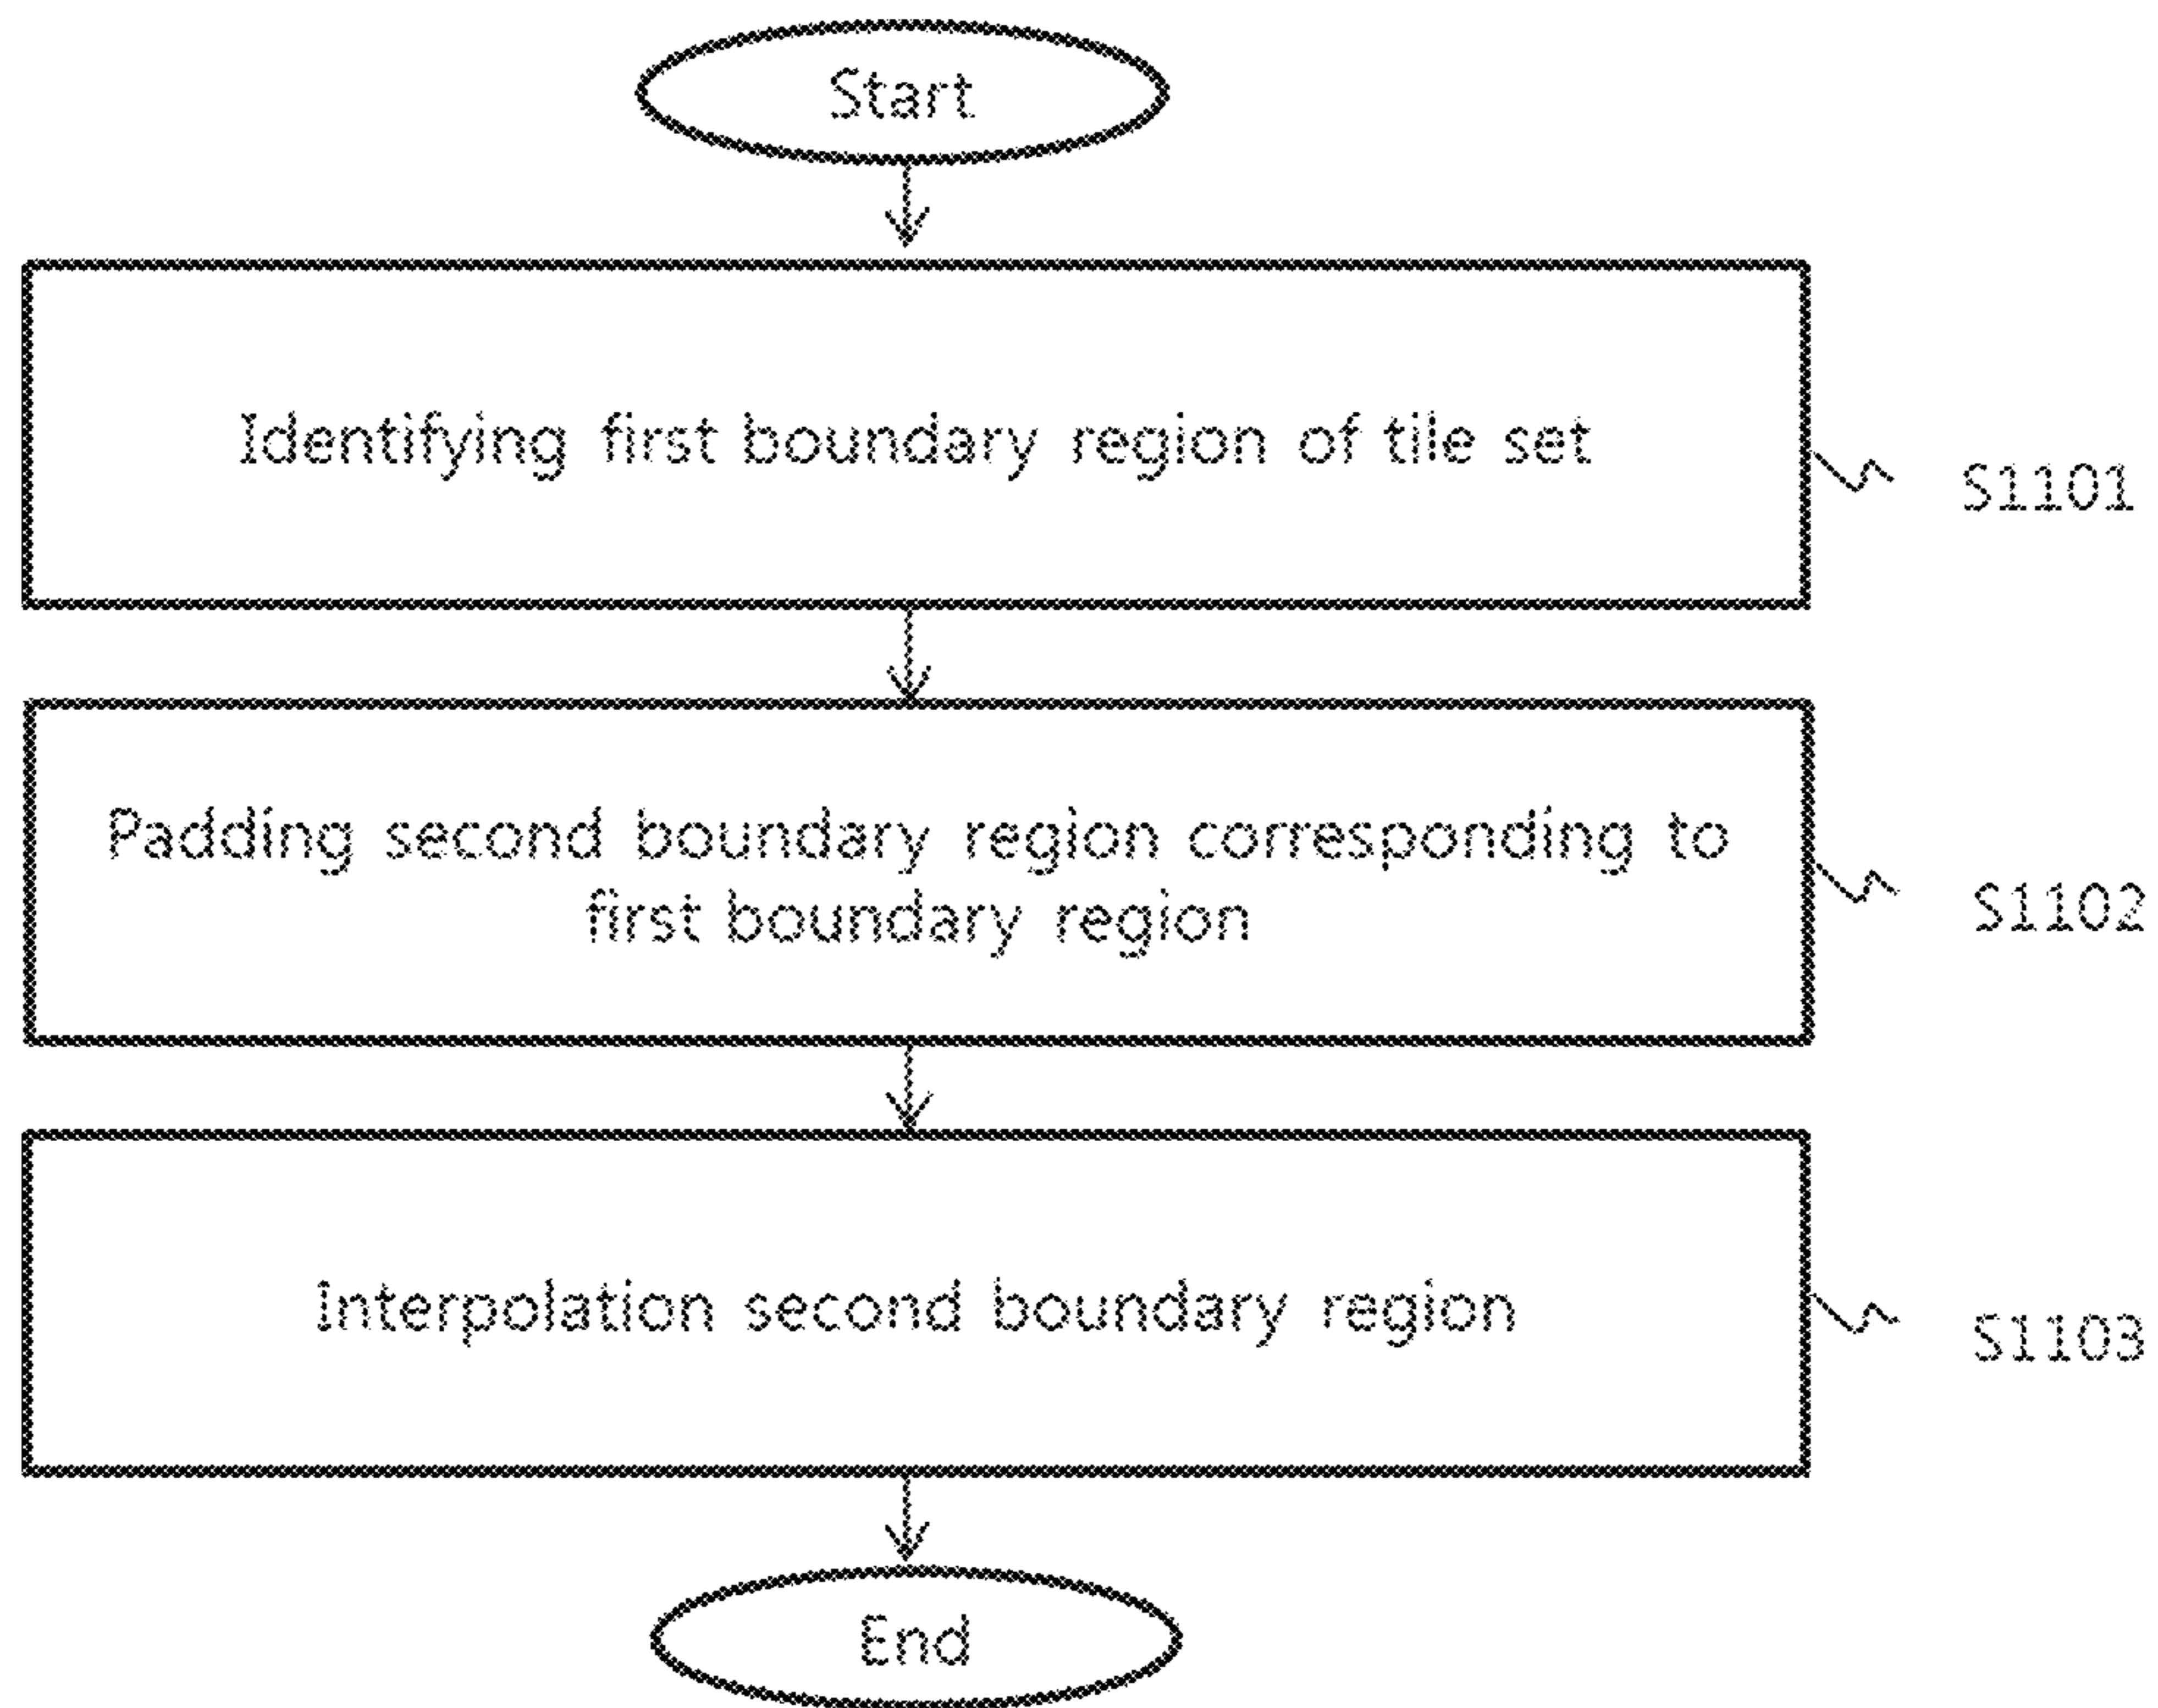 Start
Identifying first boundary region of tile set
S1101
Padding second boundary region corresponding to
first boundary region
S1102
Interpolation second boundary region
S1103
End